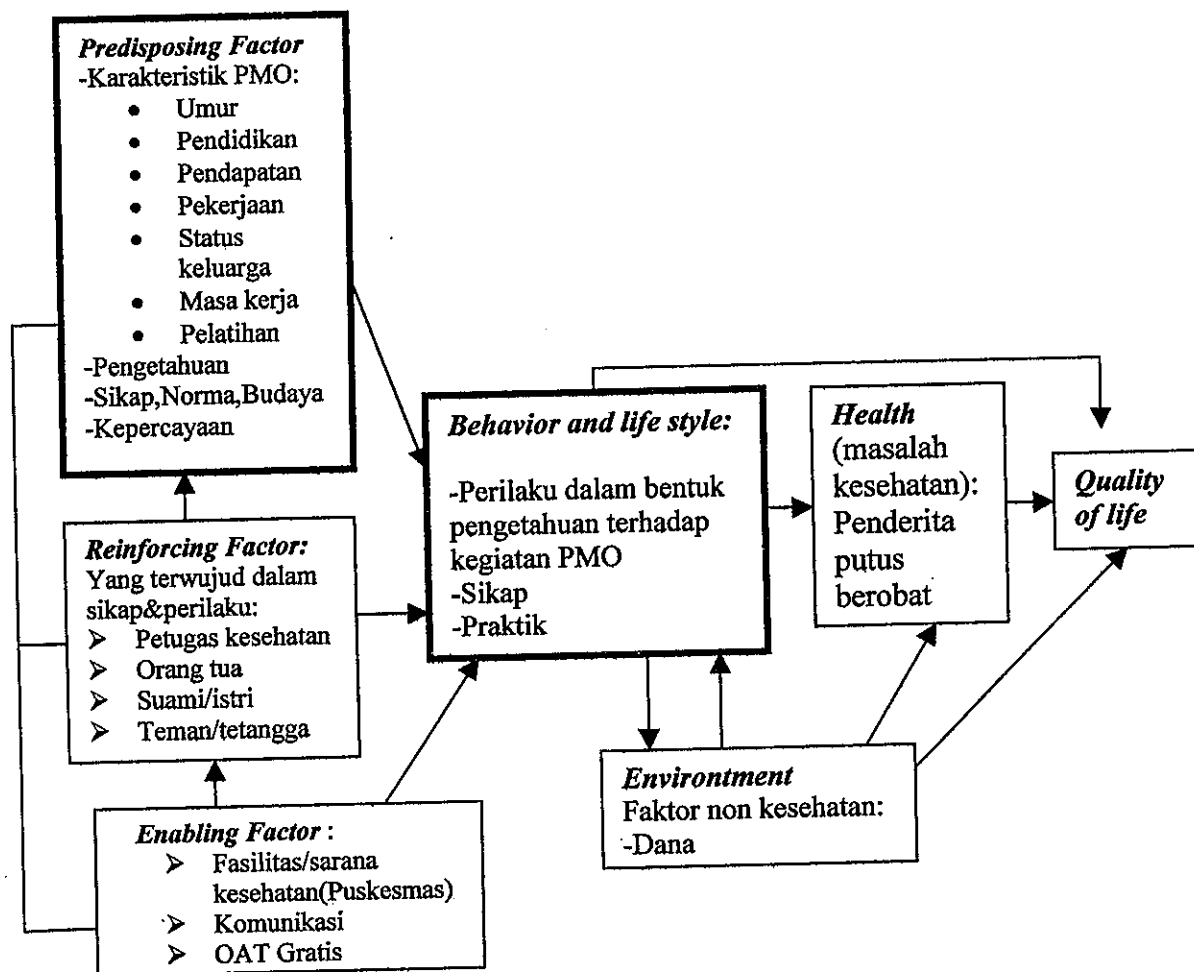 Predisposing Factor
-Karakteristik PMO:
• Umur
• Pendidikan
• Pendapatan
• Pekerjaan
• Status
keluarga
• Masa kerja
• Pelatihan
-Pengetahuan
-Sikap,Norma,Budaya
-Kepercayaan
Reinforcing Factor:
Yang terwujud dalam
sikap&perilaku:
➢ Petugas kesehatan
➢ Orang tua
➢ Suami/istri
➢ Teman/tetangga
Enabling Factor :
➢ Fasilitas/sarana
kesehatan(Puskesmas)
➢ Komunikasi
➢ OAT Gratis
Behavior and life style:
-Perilaku dalam bentuk
pengetahuan terhadap
kegiatan PMO
-Sikap
-Praktik
Health
(masalah
kesehatan):
Penderita
putus
berobat
Quality
of life
Environtment
Faktor non kesehatan:
-Dana